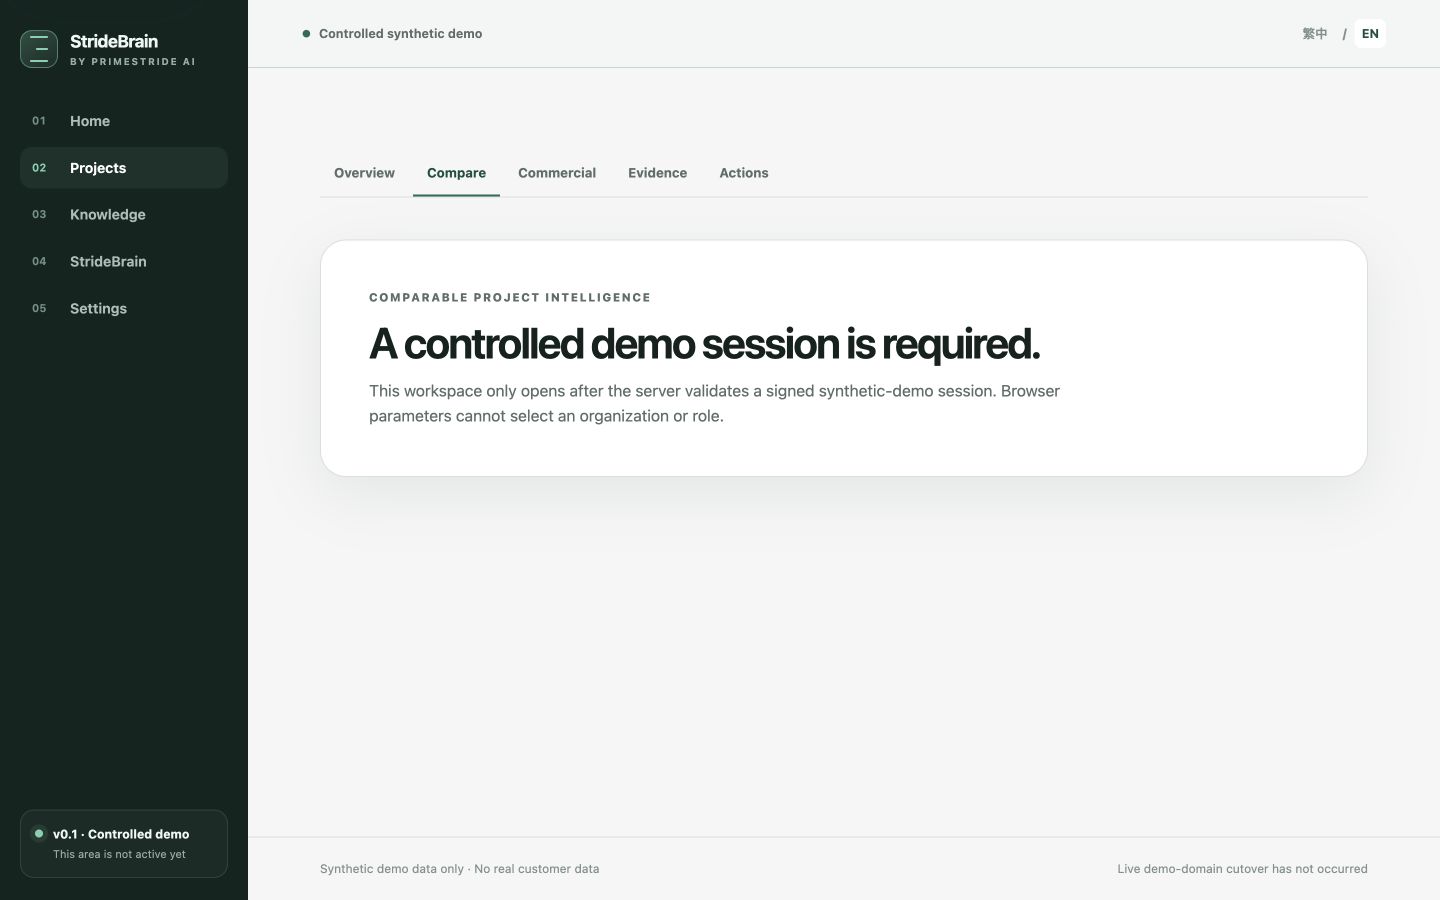 StrideBrain
BY PRIMESTRIDE AI
01 Home
02 Projects
03 Knowledge
04 StrideBrain
05 Settings
v0.1 · Controlled demo
This area is not active yet
Controlled synthetic demo
繁中 / EN
Overview Compare Commercial Evidence Actions
COMPARABLE PROJECT INTELLIGENCE
A controlled demo session is required.
This workspace only opens after the server validates a signed synthetic-demo session. Browser
parameters cannot select an organization or role.
Synthetic demo data only · No real customer data
Live demo-domain cutover has not occurred